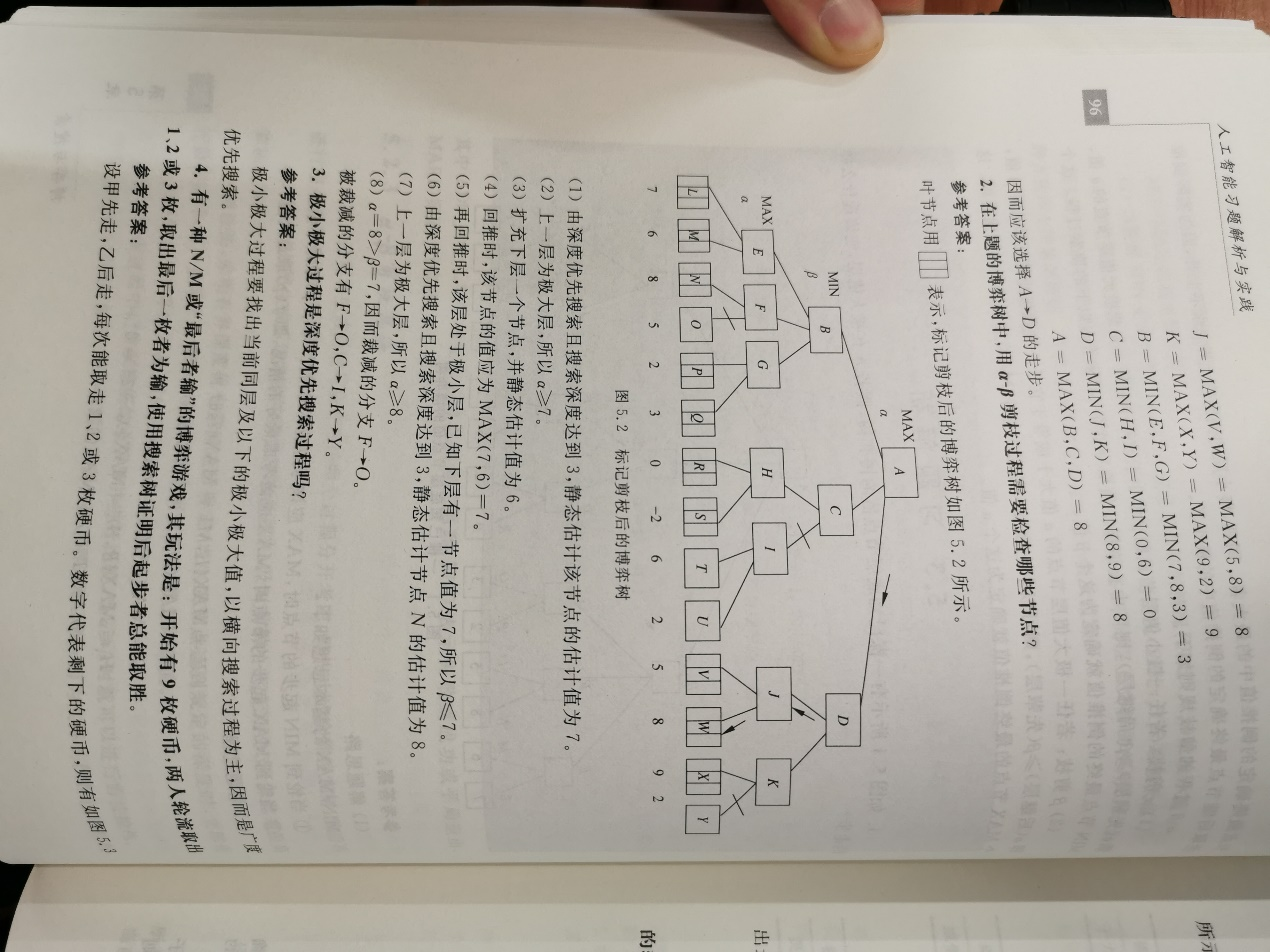 人工智能习题解析与实践
96
J = MAX(V,W) = MAX(5,8) = 8
K = MAX(X,Y) = MAX(9,2) = 9
B = MIN(E,F,G) = MIN(7,8,3) = 3
C = MIN(H,I) = MIN(0,6) = 0
D = MIN(J,K) = MIN(8,9) = 8
A = MAX(B,C,D) = 8
因而应该选择 A→D 的走步。
2. 在上题的博弈树中,用 α-β 剪枝过程需要检查哪些节点?
参考答案:
叶节点用 表示,标记剪枝后的博弈树如图 5.2 所示。
MAX
α
A
MIN
β
B
C
D
MAX
α
E
F
G
H
I
J
K
L
M
N
O
P
Q
R
S
T
U
V
W
X
Y
7
6
8
5
2
3
0
-2
6
2
5
8
9
2
图 5.2 标记剪枝后的博弈树
(1) 由深度优先搜索且搜索深度达到 3,静态估计该节点的估计值为 7。
(2) 上一层为极大层,所以 α≥7。
(3) 扩充下层一个节点,并静态估计值为 6。
(4) 回推时,该节点的值应为 MAX(7,6)=7。
(5) 再回推时,该层处于极小层,已知下层有一节点值为 7,所以 β≤7。
(6) 由深度优先搜索且搜索深度达到 3,静态估计节点 N 的估计值为 8。
(7) 上一层为极大层,所以 α≥8。
(8) α=8>β=7,因而裁减的分支 F→O。
被裁减的分支有 F→O,C→I,K→Y。
3. 极小极大过程是深度优先搜索过程吗?
参考答案:
极小极大过程要找出当前同层及以下的极小极大值,以横向搜索过程为主,因而是广度
优先搜索。
4. 有一种 N/M 或“最后者输”的博弈游戏,其玩法是:开始有 9 枚硬币,两人轮流取出
1、2 或 3 枚,取出最后一枚者为输,使用搜索树证明后起步者总能取胜。
参考答案:
设甲先走,乙后走,每次能取走 1、2 或 3 枚硬币。数字代表剩下的硬币,则有如图 5.3
所示
出
的